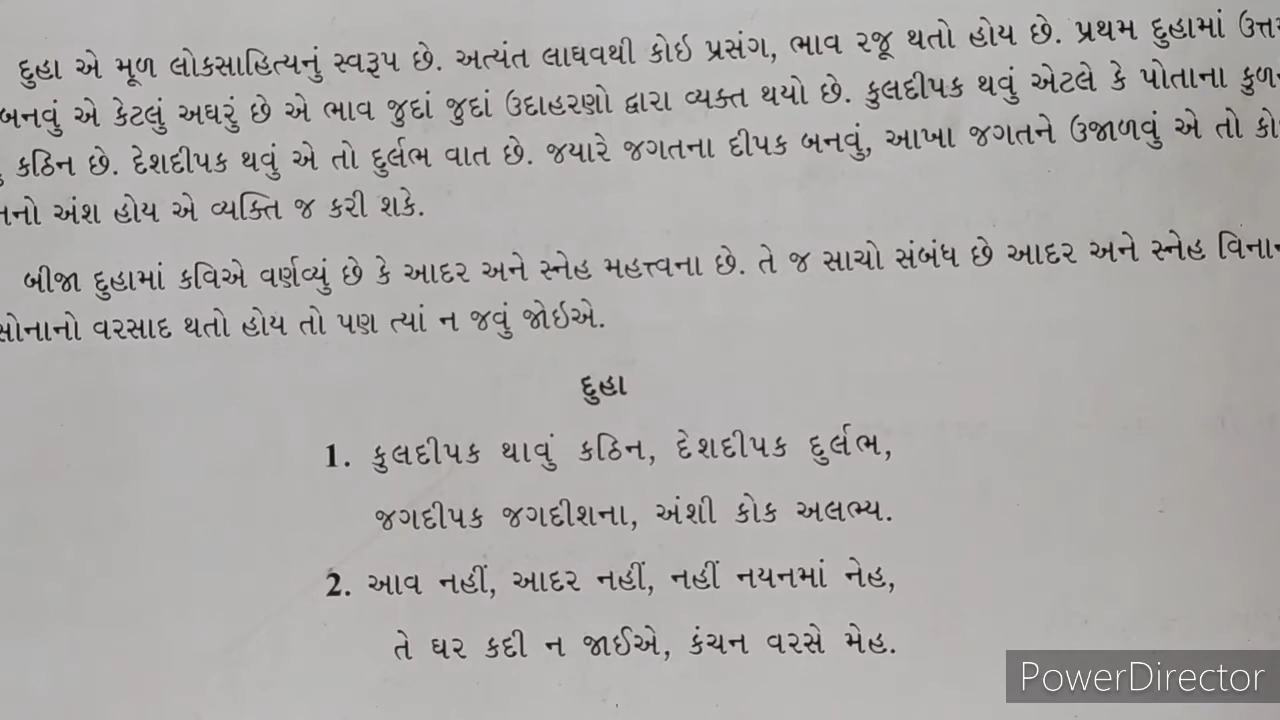 દુહા એ મૂળ લોકસાહિત્યનું સ્વરૂપ છે. અત્યંત લાઘવથી કોઇ પ્રસંગ, ભાવ રજૂ થતો હોય છે. પ્રથમ દુહામાં
બનવું એ કેટલું અઘરું છે એ ભાવ જુદાં જુદાં ઉદાહરણો દ્વારા વ્યક્ત થયો છે. કુલદીપક થવું એટલે કે પોતાના
કઠિન છે. દેશદીપક થવું એ તો દુર્લભ વાત છે. જયારે જગતના દીપક બનવું, આખા જગતને ઉજાળવું એ તો
અંશ હોય એ વ્યક્તિ જ કરી શકે.
બીજા દુહામાં કવિએ વર્ણવ્યું છે કે આદર અને સ્નેહ મહત્ત્વના છે. તે જ સાચો સંબંધ છે આદર અને સ્નેહ
સોનાનો વરસાદ થતો હોય તો પણ ત્યાં ન જવું જોઇએ.
દુહા
1. કુલદીપક થાવું કઠિન, દેશદીપક દુર્લભ,
જગદીપક જગદીશના, અંશી કોક અલભ્ય.
2. આવ નહીં, આદર નહીં, નહીં નયનમાં નેહ,
તે ઘર કદી ન જાઈએ, કંચન વરસે મેહ.
PowerDirector